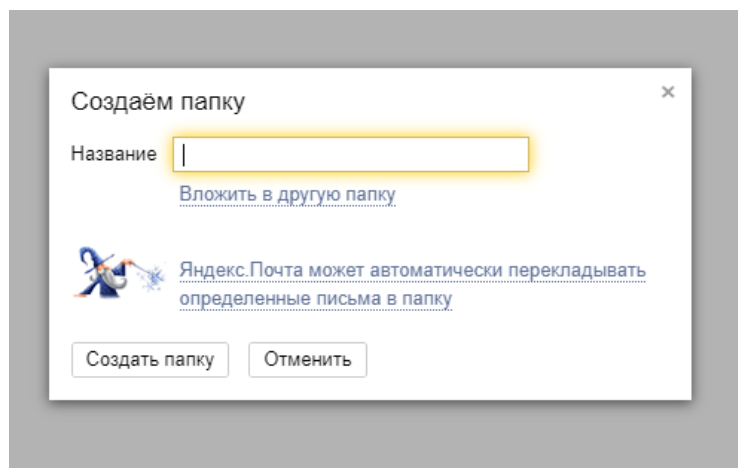 Создаём папку
Название
Вложить в другую папку
Яндекс.Почта может автоматически перекладывать
определенные письма в папку
Создать папку Отменить